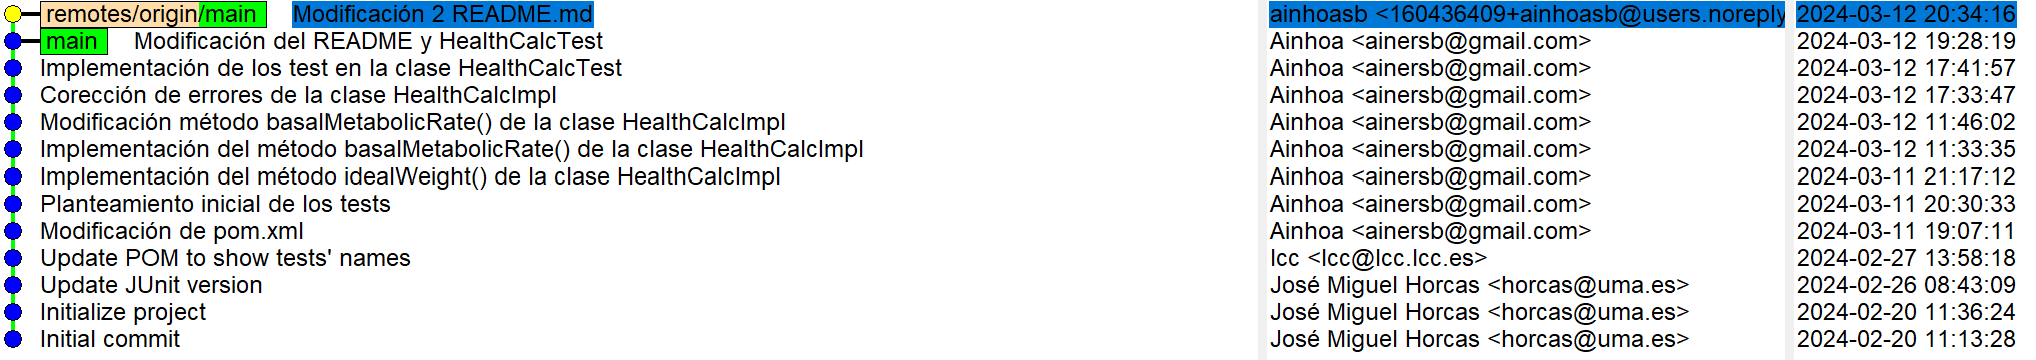 remotes/origin/main Modificación 2 README.md ainhoasb <160436409+ainhoasb@users.noreply 2024-03-12 20:34:16
main Modificación del README y HealthCalcTest Ainhoa <ainersb@gmail.com> 2024-03-12 19:28:19
Implementación de los test en la clase HealthCalcTest Ainhoa <ainersb@gmail.com> 2024-03-12 17:41:57
Corección de errores de la clase HealthCalcImpl Ainhoa <ainersb@gmail.com> 2024-03-12 17:33:47
Modificación método basalMetabolicRate() de la clase HealthCalcImpl Ainhoa <ainersb@gmail.com> 2024-03-12 11:46:02
Implementación del método basalMetabolicRate() de la clase HealthCalcImpl Ainhoa <ainersb@gmail.com> 2024-03-12 11:33:35
Implementación del método idealWeight() de la clase HealthCalcImpl Ainhoa <ainersb@gmail.com> 2024-03-11 21:17:12
Planteamiento inicial de los tests Ainhoa <ainersb@gmail.com> 2024-03-11 20:30:33
Modificación de pom.xml Ainhoa <ainersb@gmail.com> 2024-03-11 19:07:11
Update POM to show tests' names lcc <lcc@lcc.lcc.es> 2024-02-27 13:58:18
Update JUnit version José Miguel Horcas <horcas@uma.es> 2024-02-26 08:43:09
Initialize project José Miguel Horcas <horcas@uma.es> 2024-02-20 11:36:24
Initial commit José Miguel Horcas <horcas@uma.es> 2024-02-20 11:13:28